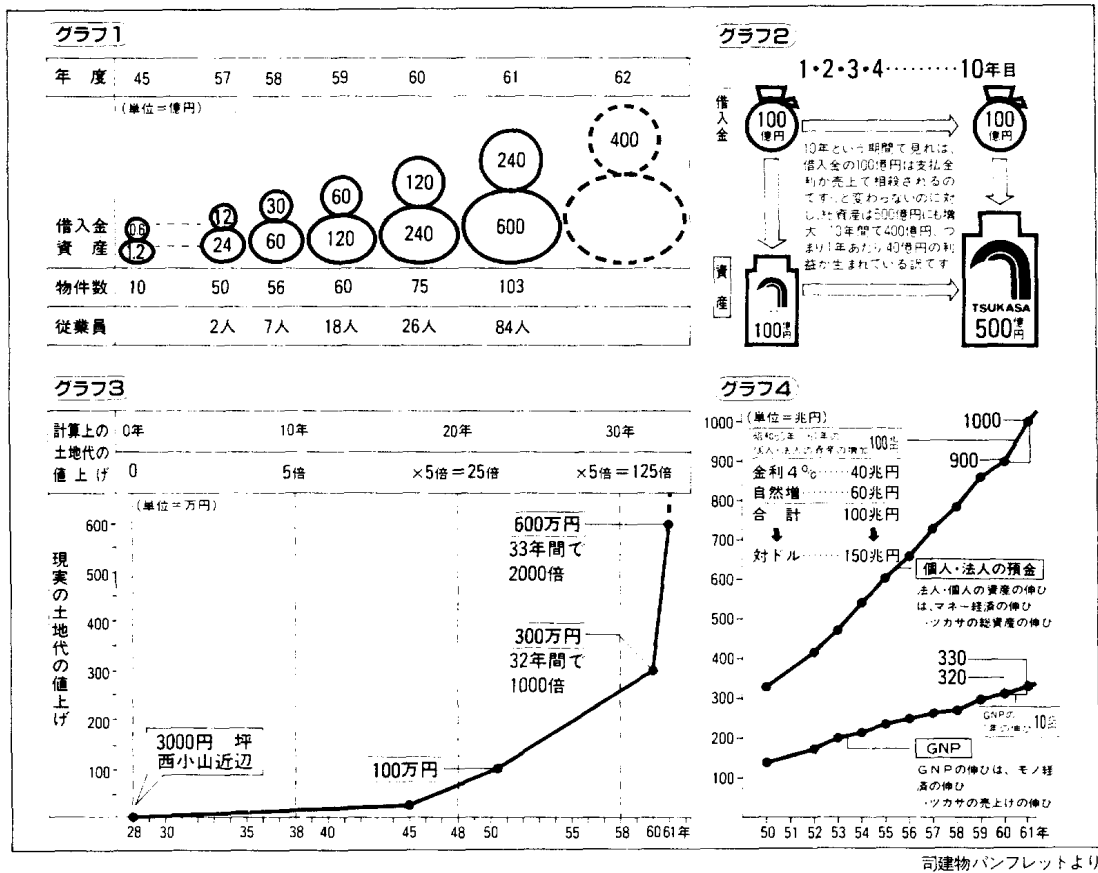 グラフ1
年度 45 57 58 59 60 61 62
(単位=億円)
借入金 0.6 12 30 60 120 240 400
資産 1.2 24 60 120 240 600
物件数 10 50 56 60 75 103
従業員 2人 7人 18人 26人 84人
グラフ2
1・2・3・4………10年目
借入金
100億円
100億円
10年という期間で見れば、
借入金の100億円は支払金
利が売上で相殺されるの
です。と変わらないのに対
し、
資産は500億円にも増
大 10年間で400億円、つ
まり1年あたり40億円の利
益が生まれている訳です
資産
100億円
TSUKASA
500億円
グラフ3
計算上の土地代の値上げ
0年 10年 20年 30年
0 5倍 ×5倍=25倍 ×5倍=125倍
(単位=万円)
現実の土地代の値上げ
600
500
400
300
200
100
600万円
33年間で
2000倍
300万円
32年間で
1000倍
100万円
3000円 坪
西小山近辺
28 30 35 38 40 45 48 50 55 58 60 61年
グラフ4
(単位=兆円)
1000
900
800
700
600
500
400
300
200
100
1000
900
100兆円
金利4%……40兆円
自然増……60兆円
合計 100兆円
対ドル……150兆円
個人・法人の預金
法人・個人の資産の伸び
は、マネー経済の伸び
・ツカサの総資産の伸び
330
320
GNPの
1年の伸び 10兆円
GNP
GNPの伸びは、モノ経
済の伸び
・ツカサの売上げの伸び
50 51 52 53 54 55 56 57 58 59 60 61年
司建物パンフレットより